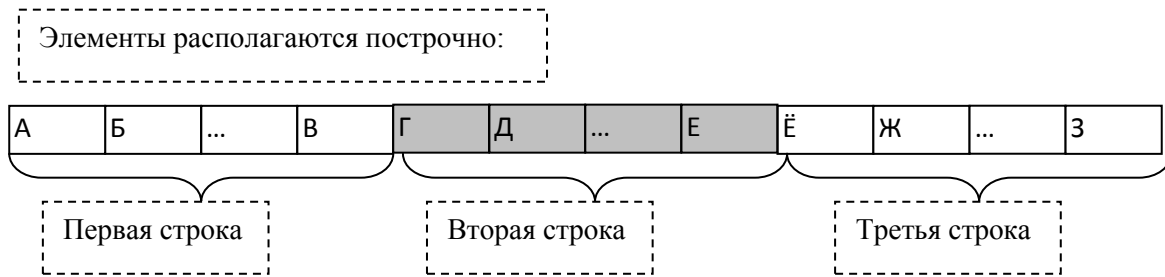 Элементы располагаются построчно:
А Б ... В Г Д ... Е Ё Ж ... З
Первая строка Вторая строка Третья строка